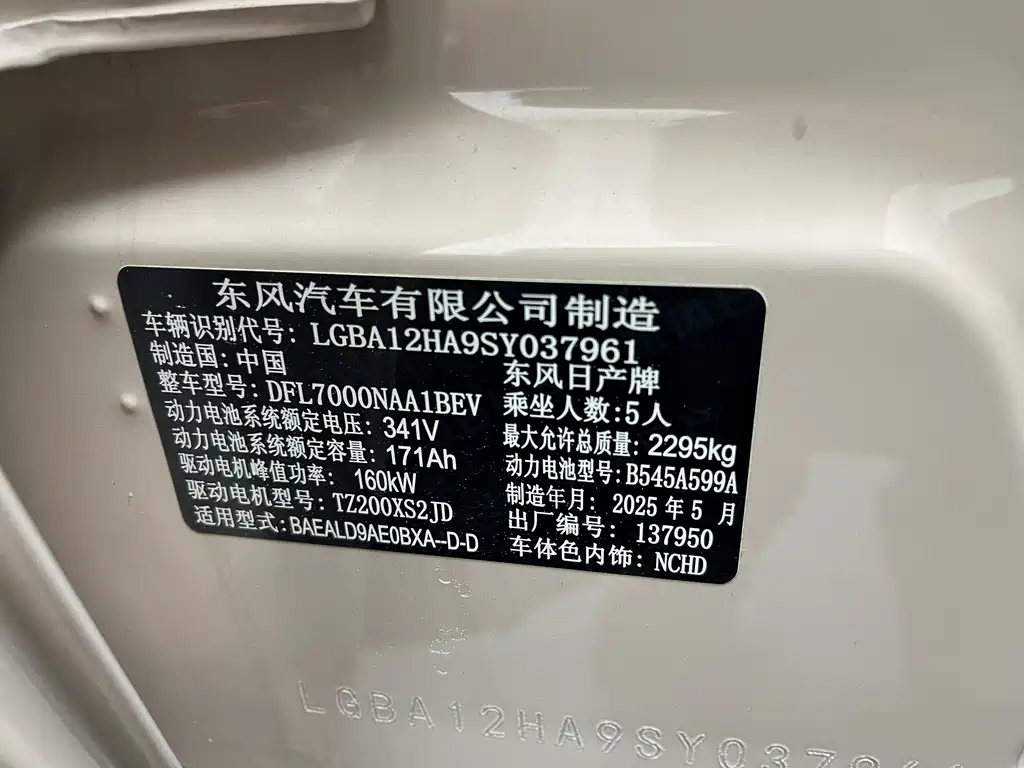 东风汽车有限公司制造
车辆识别代号: LGBA12HA9SY037961
制造国: 中国
东风日产牌
整车型号: DFL7000NAA1BEV
乘坐人数: 5人
动力电池系统额定电压: 341V
最大允许总质量: 2295kg
动力电池系统额定容量: 171Ah
动力电池型号: B545A599A
驱动电机峰值功率: 160kW
制造年月: 2025年5月
驱动电机型号: TZ200XS2JD
出厂编号: 137950
适用型式: BAEALD9AE0BXA--D-D
车体色内饰: NCHD
LGBA12HA9SY037961